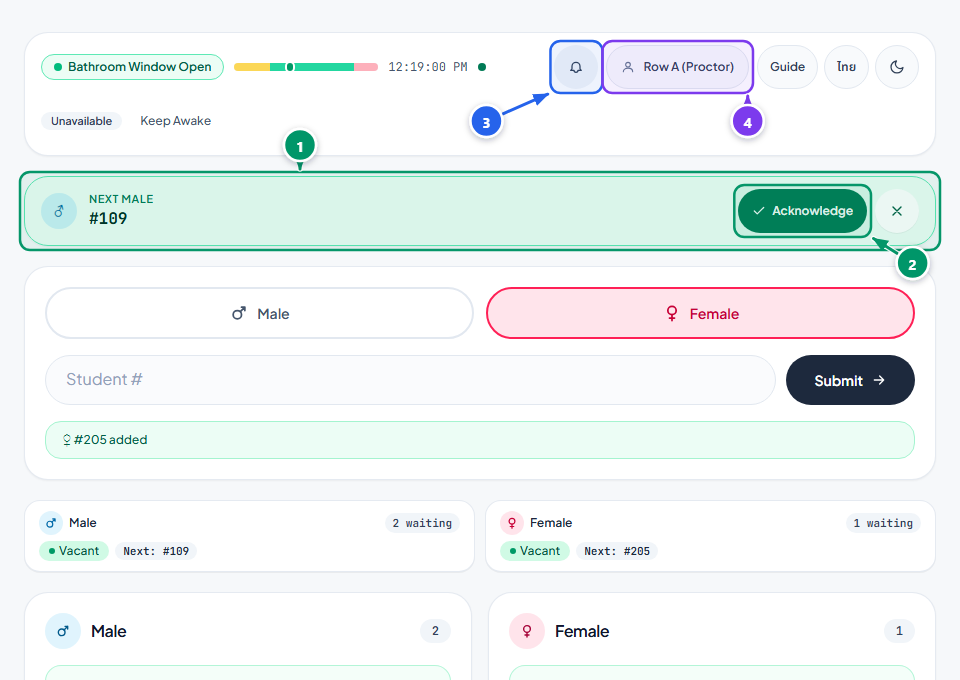 Bathroom Window Open
12:19:00 PM
Row A (Proctor)
Guide
ไทย
Unavailable
Keep Awake
3
4
1
NEXT MALE
#109
Acknowledge
2
Male
Female
Student #
Submit
#205 added
Male
2 waiting
Vacant
Next: #109
Female
1 waiting
Vacant
Next: #205
Male
2
Female
1